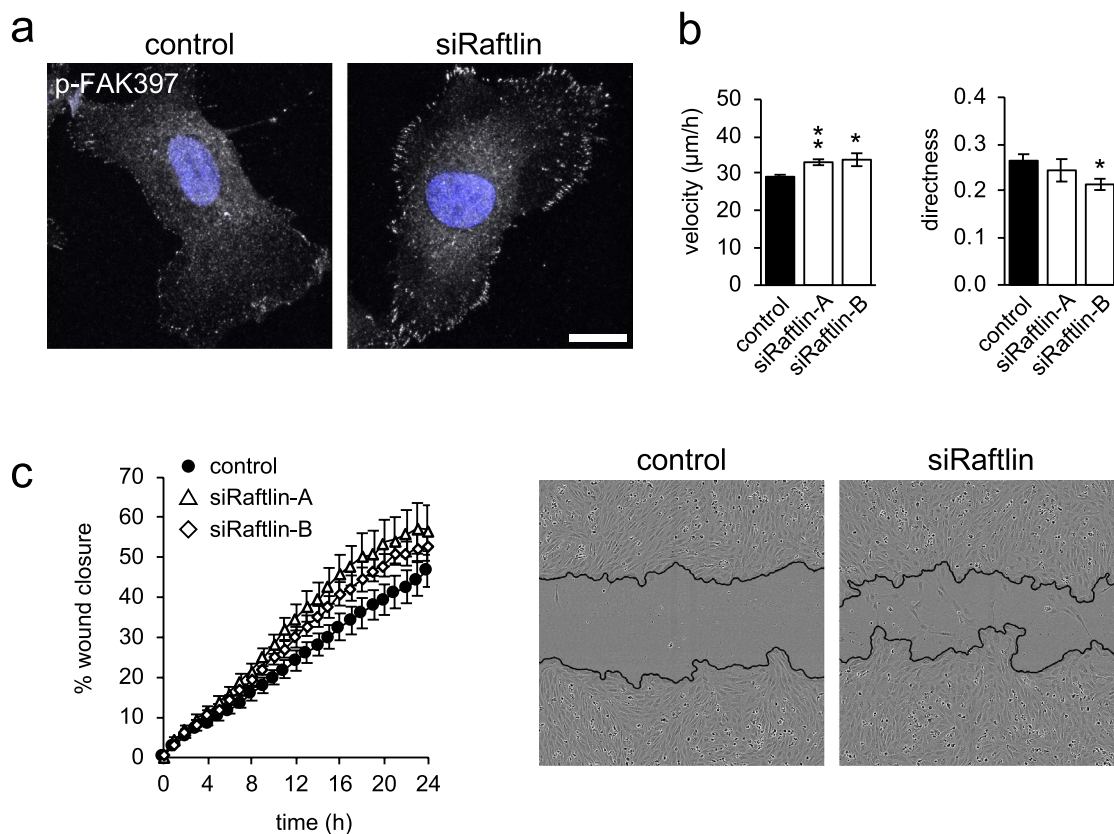 a
control
siRaftlin
p-FAK397
b
velocity (µm/h)
50
40
30
20
10
0
**
*
control
siRaftlin-A
siRaftlin-B
directness
0.4
0.3
0.2
0.1
0.0
*
control
siRaftlin-A
siRaftlin-B
c
control
siRaftlin-A
siRaftlin-B
% wound closure
70
60
50
40
30
20
10
0
0 4 8 12 16 20 24
time (h)
control
siRaftlin